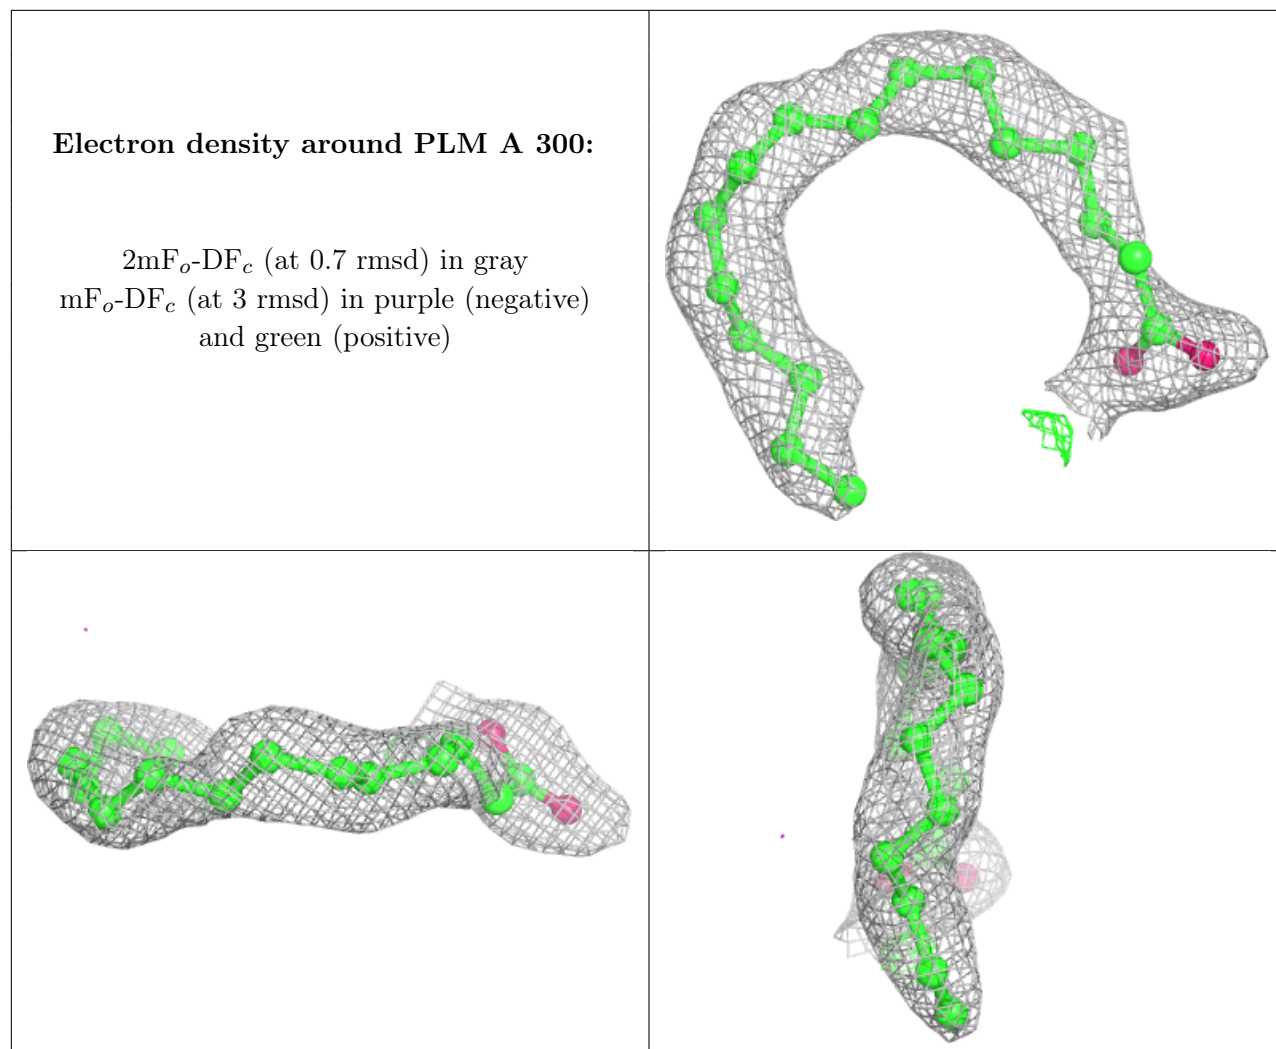 Electron density around PLM A 300:
2mFo-DFc (at 0.7 rmsd) in gray
mFo-DFc (at 3 rmsd) in purple (negative)
and green (positive)